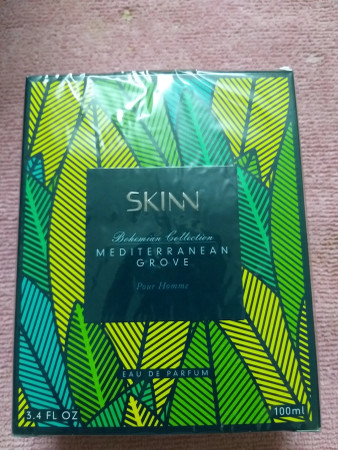 SKINN
Bohemian Collection
MEDITERRANEAN
GROVE
Pour Homme
EAU DE PARFUM
3.4 FL OZ
100ml